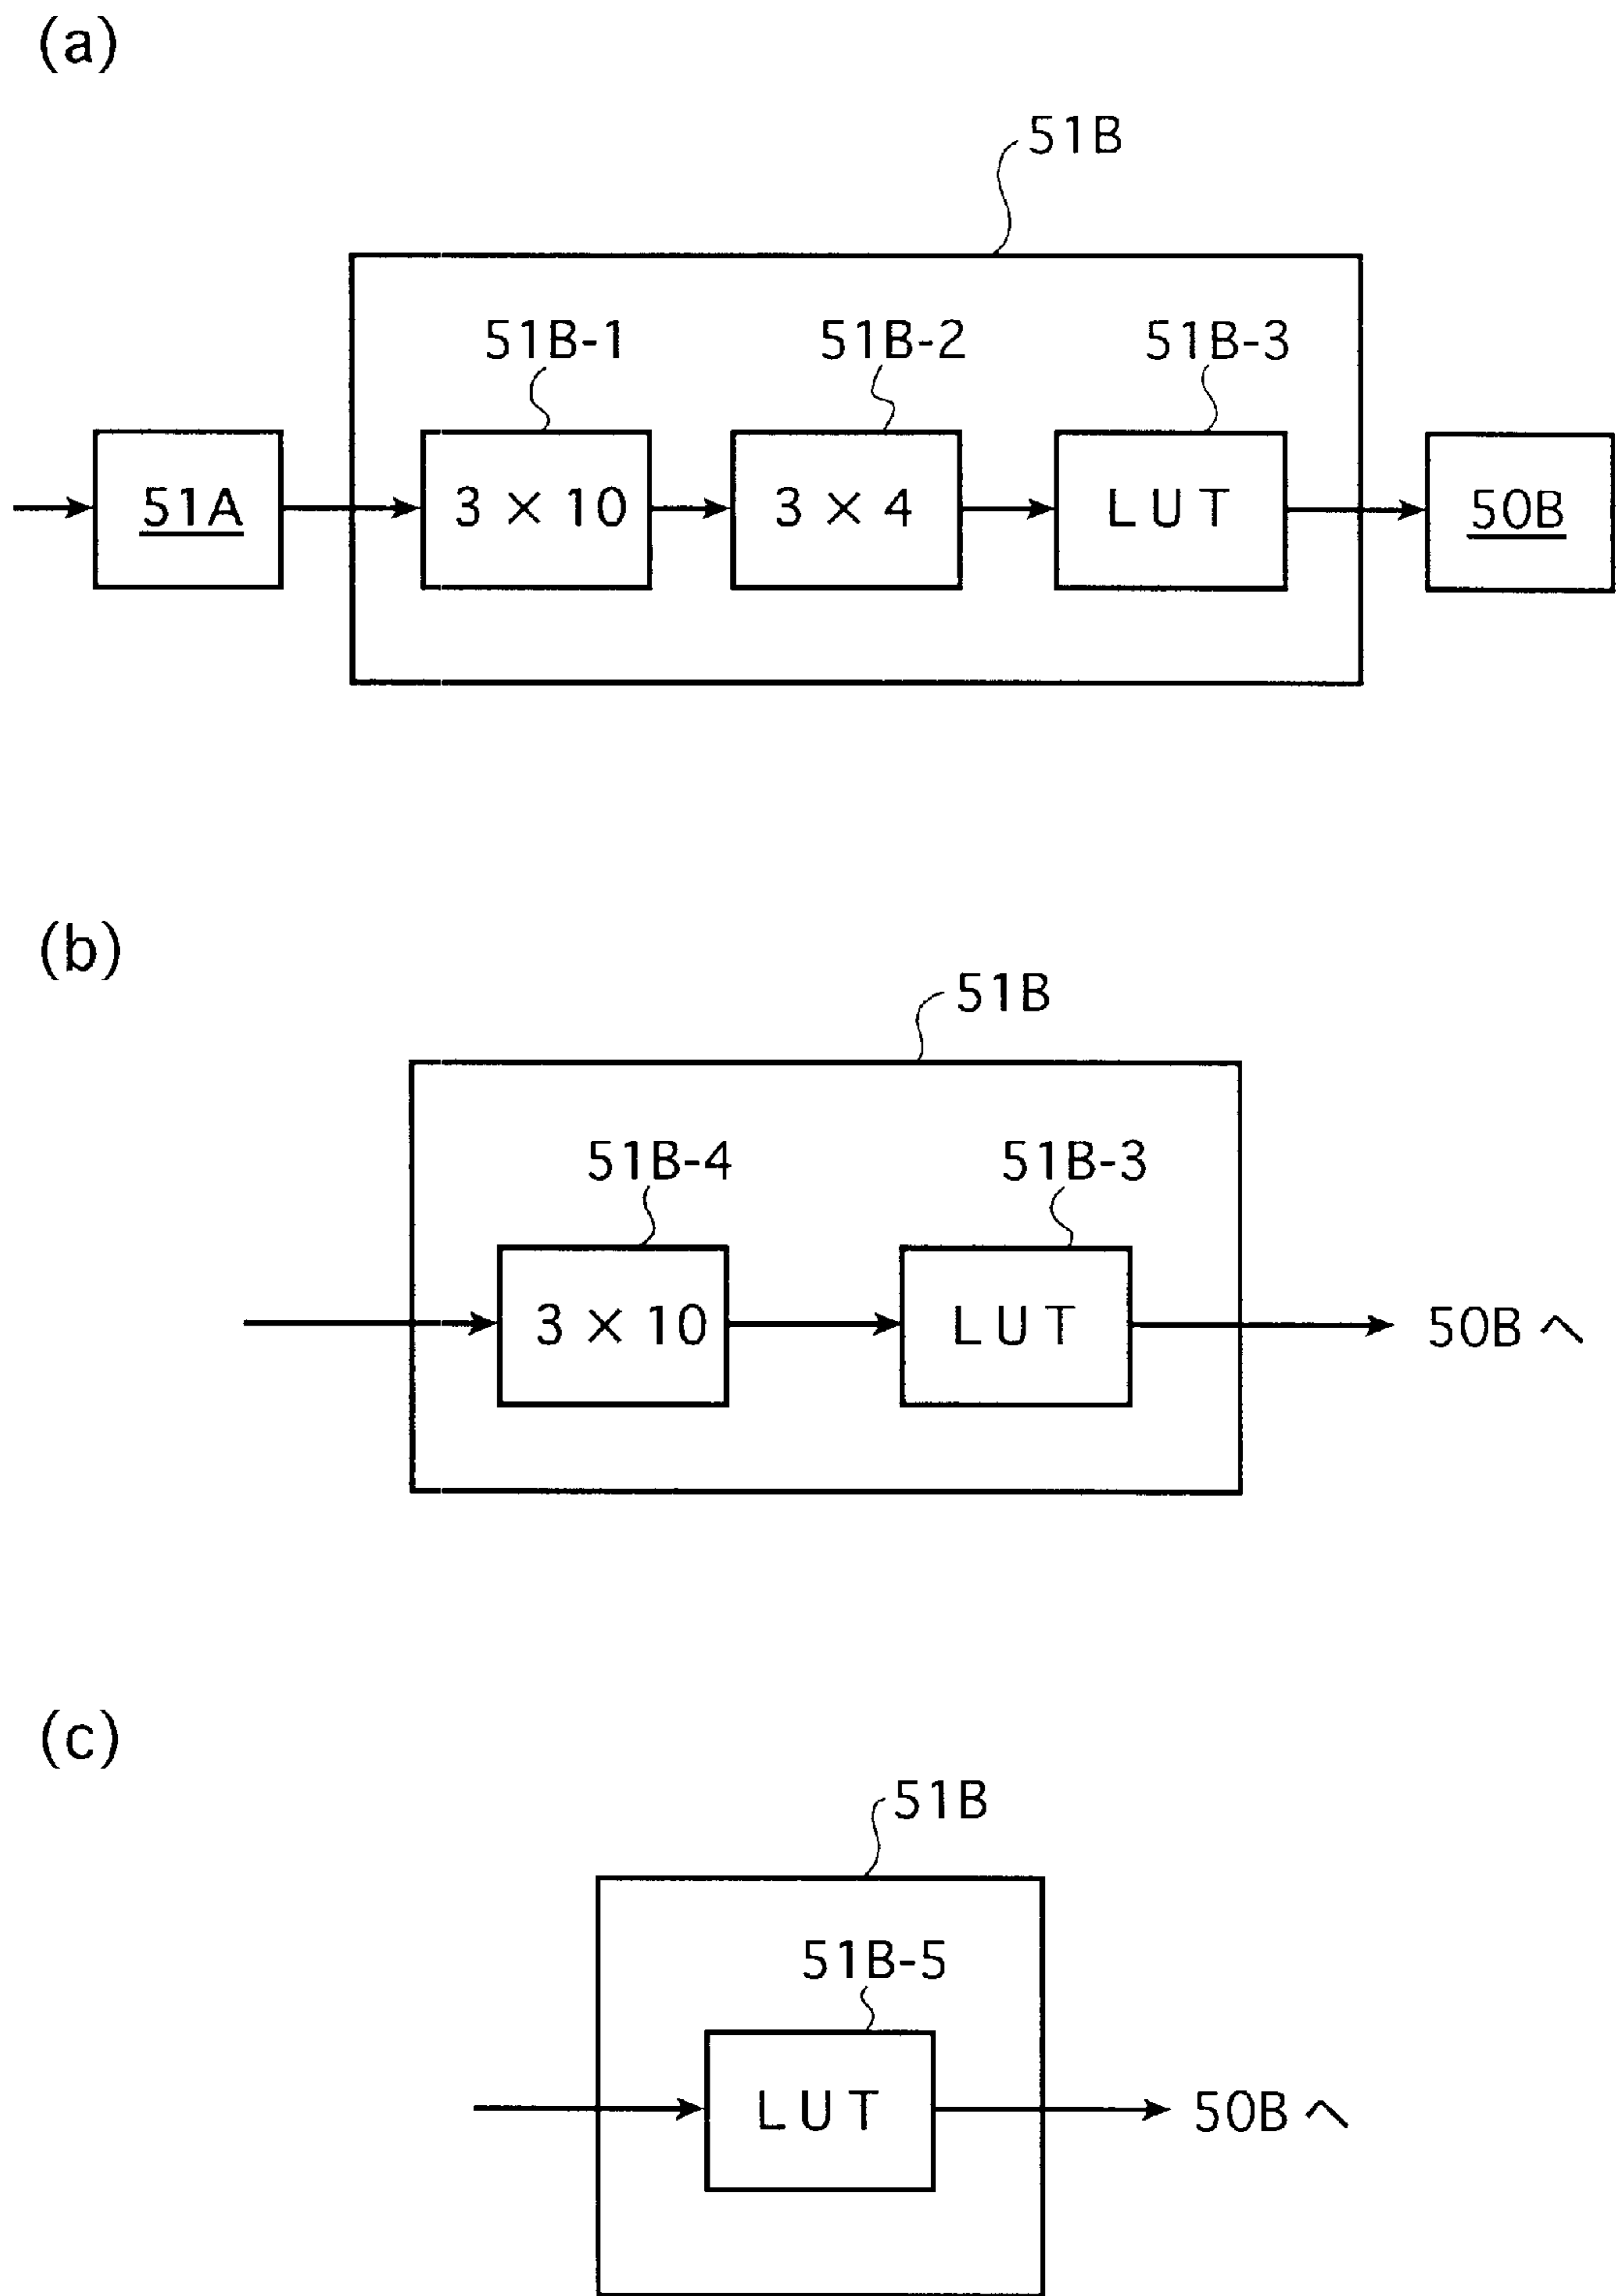 (a)
51B
51B-1 51B-2 51B-3
51A 3 × 10 3 × 4 LUT 50B
(b)
51B
51B-4 51B-3
3 × 10 LUT 50B へ
(c)
51B
51B-5
LUT 50B へ